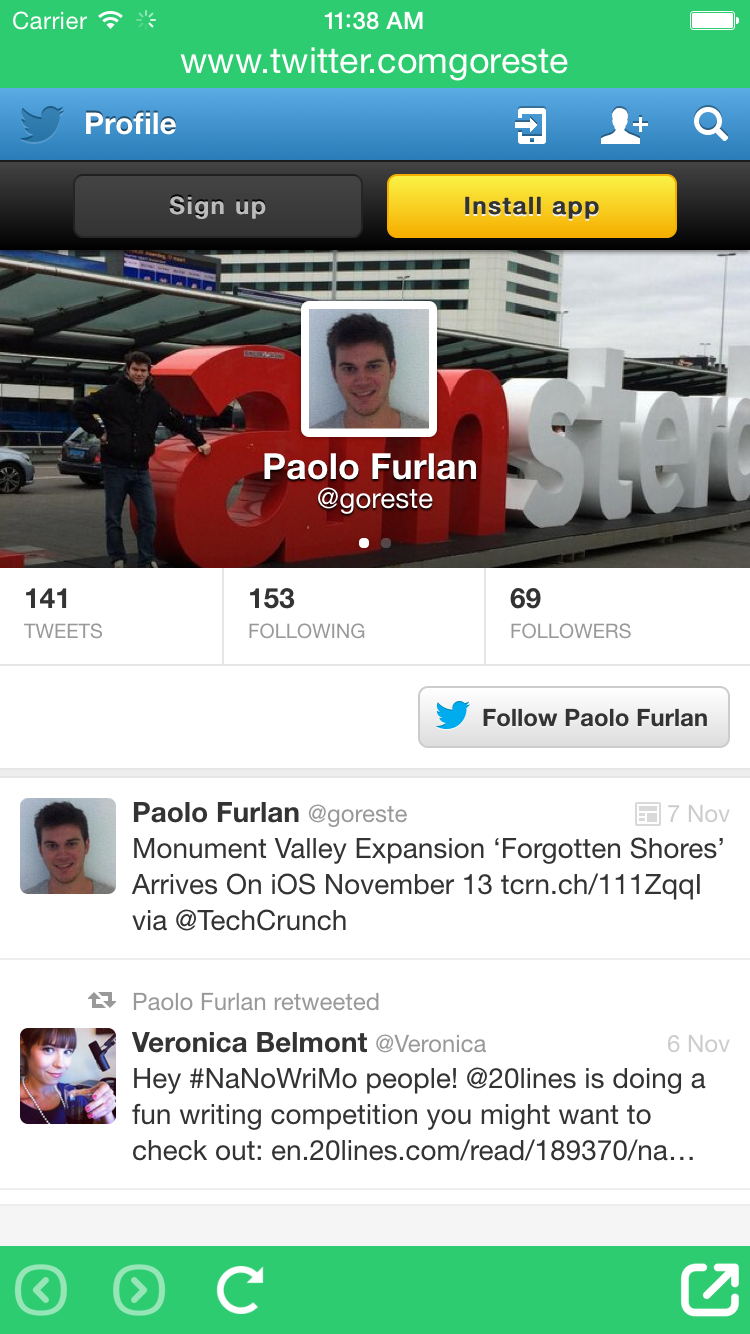 Carrier 11:38 AM
www.twitter.comgoreste
Profile
Sign up Install app
amsterd
Paolo Furlan
@goreste
141 153 69
TWEETS FOLLOWING FOLLOWERS
Follow Paolo Furlan
Paolo Furlan @goreste 7 Nov
Monument Valley Expansion ‘Forgotten Shores’
Arrives On iOS November 13 tcrn.ch/111ZqqI
via @TechCrunch
Paolo Furlan retweeted
Veronica Belmont @Veronica 6 Nov
Hey #NaNoWriMo people! @20lines is doing a
fun writing competition you might want to
check out: en.20lines.com/read/189370/na…